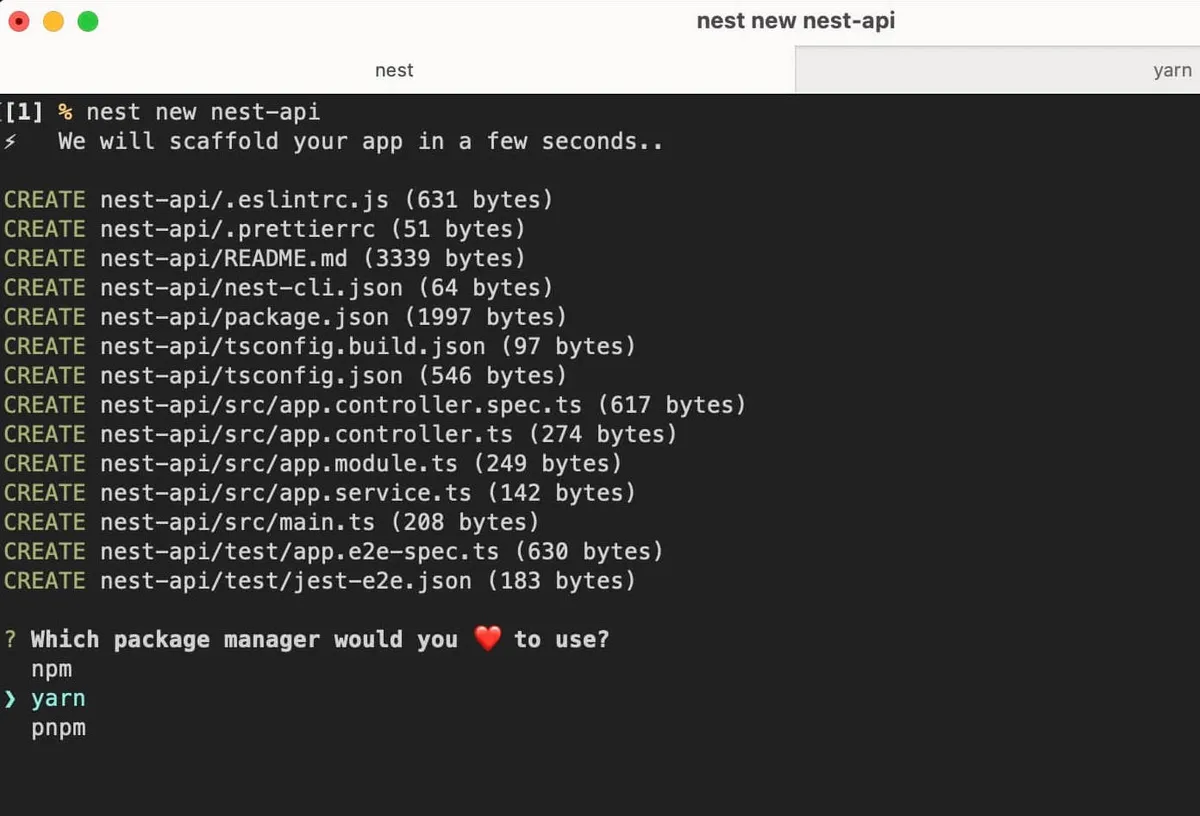 nest new nest-api
nest
yarn
[1] % nest new nest-api
⚡ We will scaffold your app in a few seconds..
CREATE nest-api/.eslintrc.js (631 bytes)
CREATE nest-api/.prettierrc (51 bytes)
CREATE nest-api/README.md (3339 bytes)
CREATE nest-api/nest-cli.json (64 bytes)
CREATE nest-api/package.json (1997 bytes)
CREATE nest-api/tsconfig.build.json (97 bytes)
CREATE nest-api/tsconfig.json (546 bytes)
CREATE nest-api/src/app.controller.spec.ts (617 bytes)
CREATE nest-api/src/app.controller.ts (274 bytes)
CREATE nest-api/src/app.module.ts (249 bytes)
CREATE nest-api/src/app.service.ts (142 bytes)
CREATE nest-api/src/main.ts (208 bytes)
CREATE nest-api/test/app.e2e-spec.ts (630 bytes)
CREATE nest-api/test/jest-e2e.json (183 bytes)
? Which package manager would you ❤️ to use?
npm
❯ yarn
pnpm